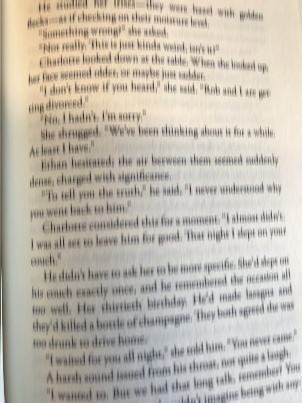 He studied her irises—they were hazel with golden
flecks—as if checking on their moisture level.
"Something wrong?" she asked.
"Not really. This is just kinda weird, isn't it?"
Charlotte looked down at the table. When she looked up,
her face seemed older, or maybe just sadder.
"I don't know if you heard," she said. "Bob and I are get-
ting divorced."
"No, I hadn't. I'm sorry."
She shrugged. "We've been thinking about is for a while.
At least I have."
Ethan hesitated; the air between them seemed suddenly
dense, charged with significance.
"To tell you the truth," he said, "I never understood why
you went back to him."
Charlotte considered this for a moment. "I almost didn't.
I was all set to leave him for good. That night I slept on your
couch."
He didn't have to ask her to be more specific. She'd slept on
his couch exactly once, and he remembered the occasion all
too well. Her thirtieth birthday. He'd made lasagna and
they'd killed a bottle of champagne. They both agreed she was
too drunk to drive home.
"I waited for you all night," she told him. "You never came."
A harsh sound issued from his throat, not quite a laugh.
"I wanted to. But we had that long talk, remember? You
couldn't imagine being with any